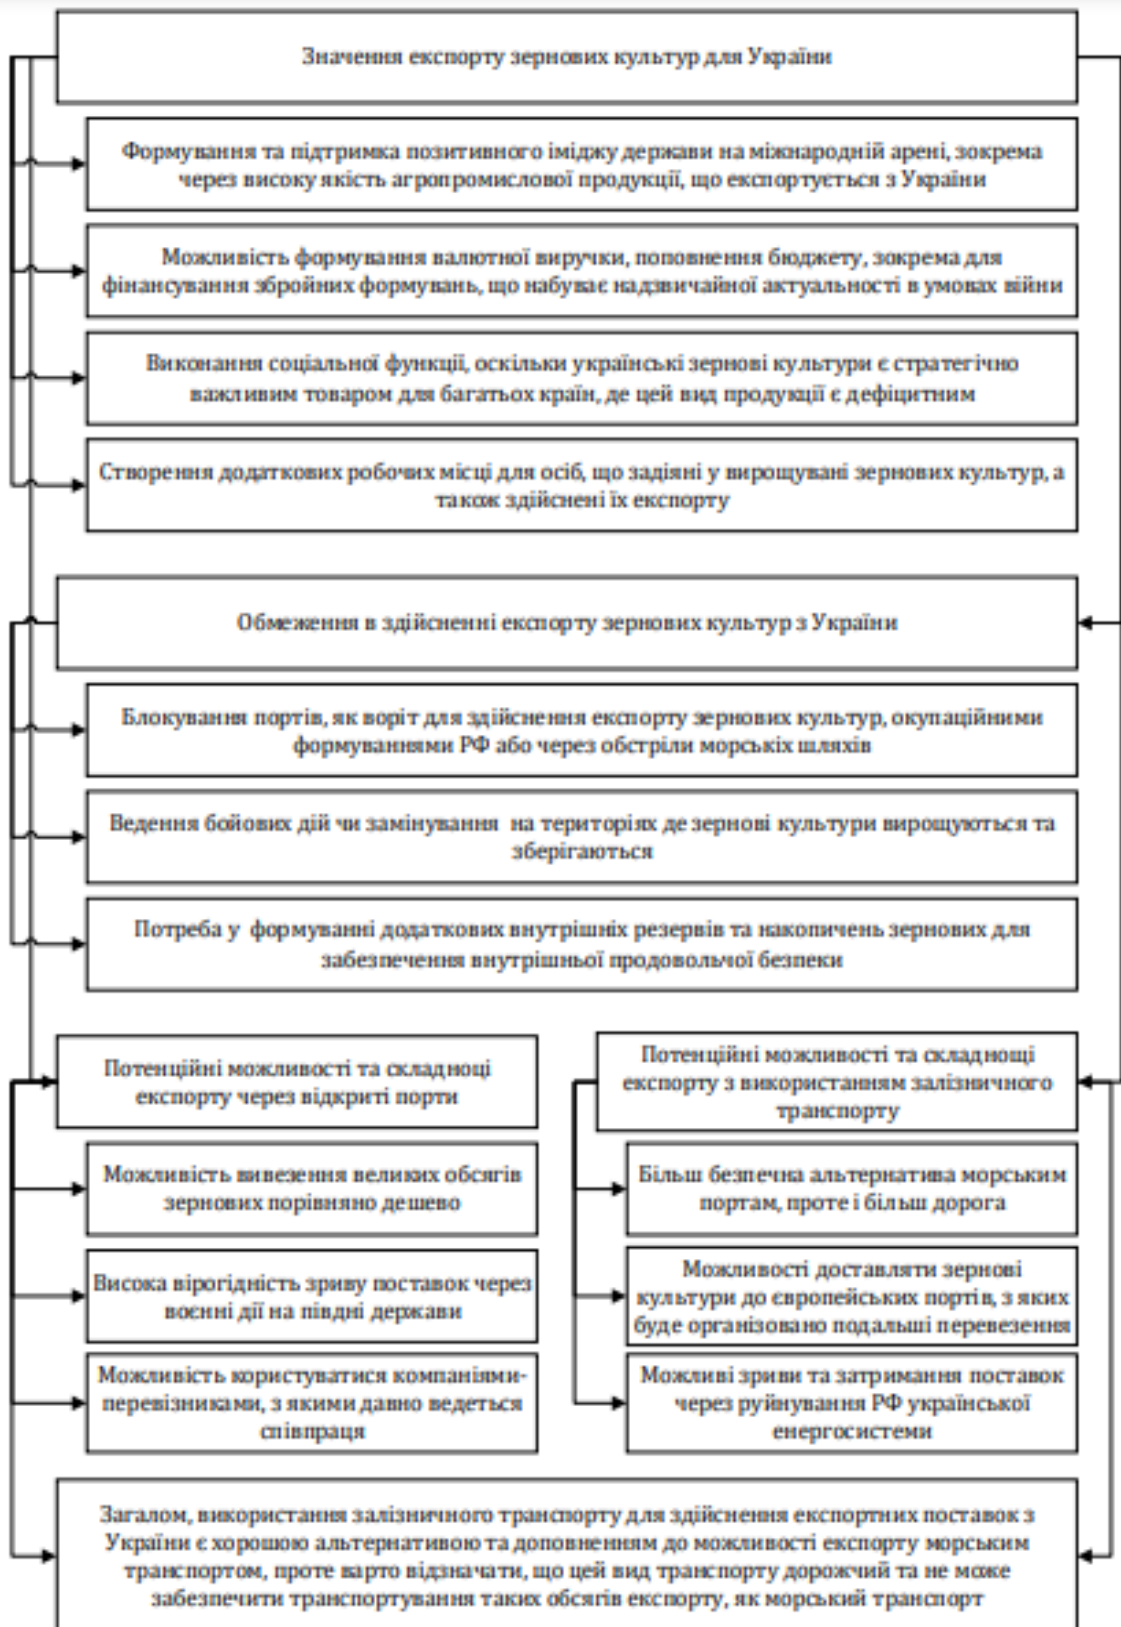 Значення експорту зернових культур для України
Формування та підтримка позитивного іміджу держави на міжнародній арені, зокрема
через високу якість агропромислової продукції, що експортується з України
Можливість формування валютної виручки, поповнення бюджету, зокрема для
фінансування збройних формувань, що набуває надзвичайної актуальності в умовах війни
Виконання соціальної функції, оскільки українські зернові культури є стратегічно
важливим товаром для багатьох країн, де цей вид продукції є дефіцитним
Створення додаткових робочих місці для осіб, що задіяні у вирощувані зернових культур, а
також здійснені їх експорту
Обмеження в здійсненні експорту зернових культур з України
Блокування портів, як воріт для здійснення експорту зернових культур, окупаційними
формуваннями РФ або через обстріли морських шляхів
Ведення бойових дій чи замінування на територіях де зернові культури вирощуються та
зберігаються
Потреба у формуванні додаткових внутрішніх резервів та накопичень зернових для
забезпечення внутрішньої продовольчої безпеки
Потенційні можливості та складноці
експорту через відкриті порти
Можливість вивезення великих обсягів
зернових порівняно дешево
Висока вірогідність зриву поставок через
воєнні дії на півдні держави
Можливість користуватися компаніями-
перевізниками, з якими давно ведеться
співпраця
Потенційні можливості та складнощі
експорту з використанням залізничного
транспорту
Більш безпечна альтернатива морським
портам, проте і більш дорога
Можливості доставляти зернові
культури до європейських портів, з яких
буде організовано подальші перевезення
Можливі зриви та затримання поставок
через руйнування РФ української
енергосистеми
Загалом, використання залізничного транспорту для здійснення експортних поставок з
України є хорошою альтернативою та доповненням до можливості експорту морським
транспортом, проте варто відзначати, що цей вид транспорту дорожчий та не може
забезпечити транспортування таких обсягів експорту, як морський транспорт